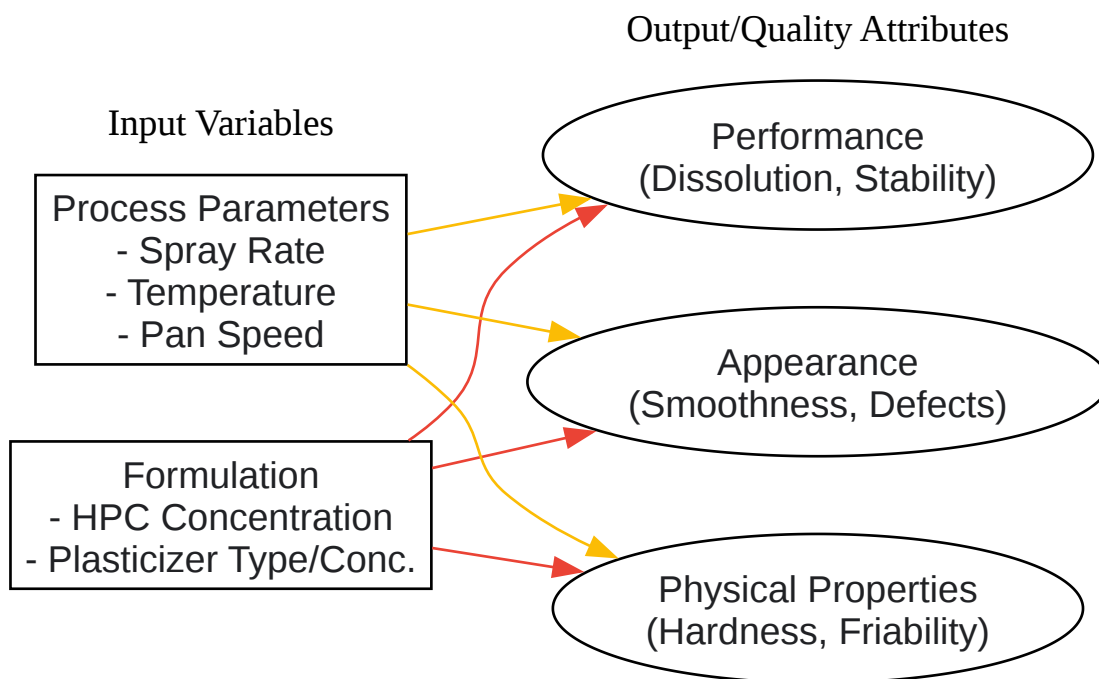 Input Variables
Process Parameters
- Spray Rate
- Temperature
- Pan Speed
Formulation
- HPC Concentration
- Plasticizer Type/Conc.
Output/Quality Attributes
Performance
(Dissolution, Stability)
Appearance
(Smoothness, Defects)
Physical Properties
(Hardness, Friability)